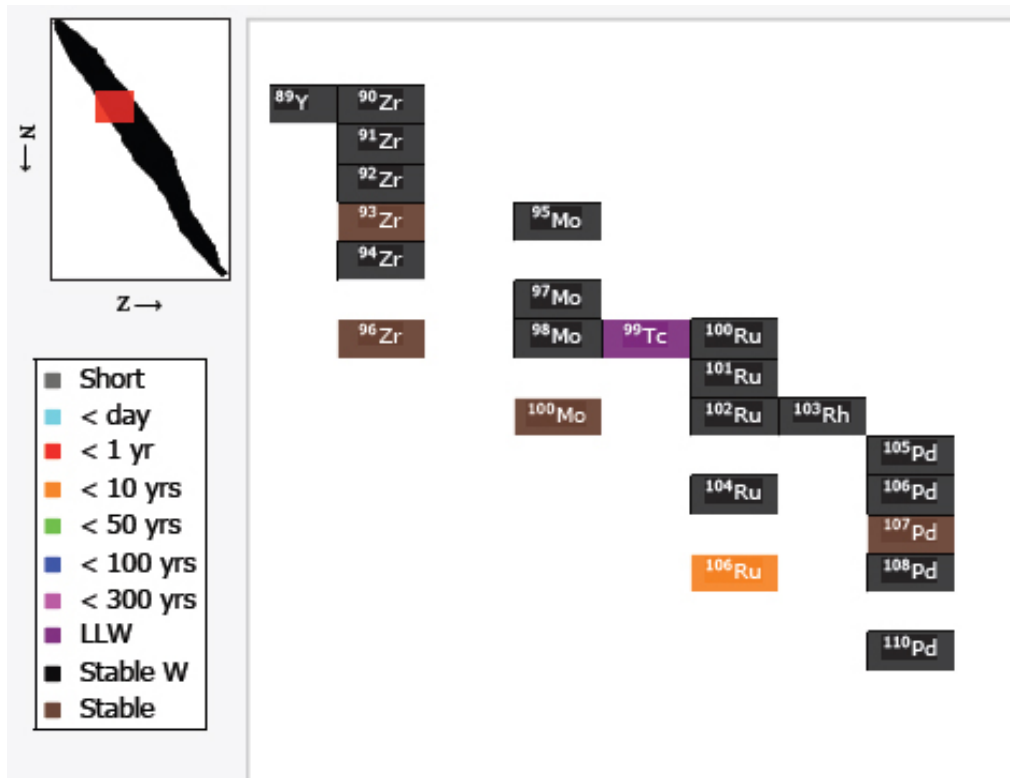 ← N
Z →
Short
< day
< 1 yr
< 10 yrs
< 50 yrs
< 100 yrs
< 300 yrs
LLW
Stable W
Stable
⁸⁹Y ⁹⁰Zr
⁹¹Zr
⁹²Zr
⁹³Zr ⁹⁵Mo
⁹⁴Zr
⁹⁷Mo
⁹⁶Zr ⁹⁸Mo ⁹⁹Tc ¹⁰⁰Ru
¹⁰¹Ru
¹⁰⁰Mo ¹⁰²Ru ¹⁰³Rh
¹⁰⁵Pd
¹⁰⁴Ru ¹⁰⁶Pd
¹⁰⁷Pd
¹⁰⁶Ru ¹⁰⁸Pd
¹¹⁰Pd